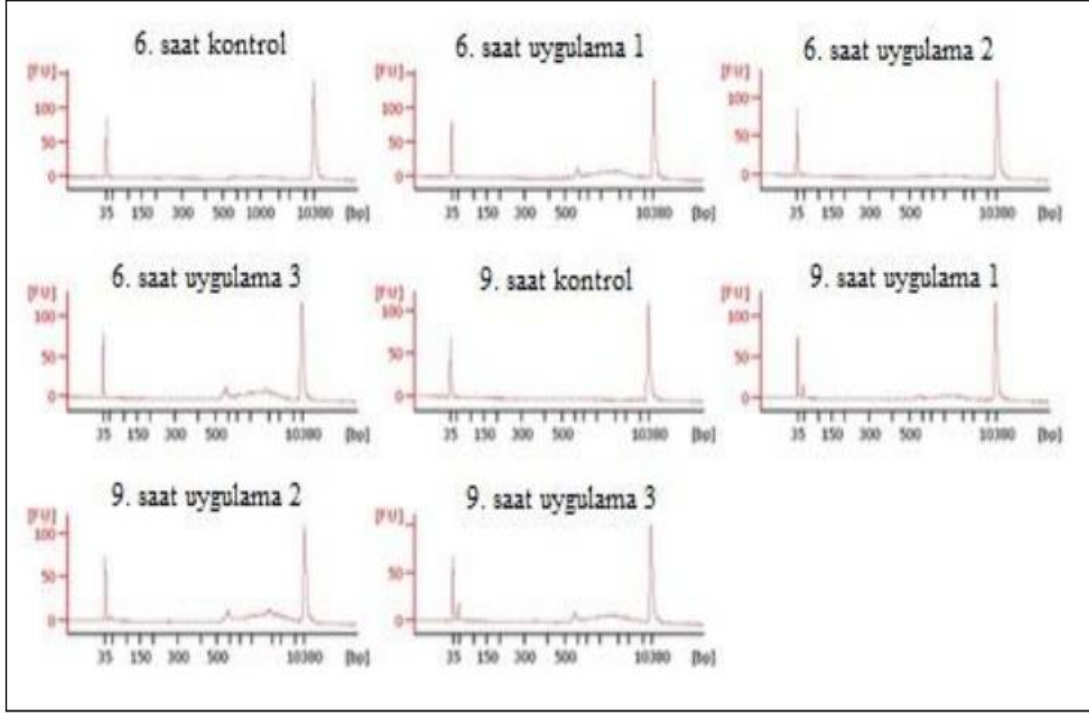 6. saat kontrol
[FU]
100
50
0
35 150 300 500 1000 10380 [bp]
6. saat uygulama 1
[FU]
100
50
0
35 150 300 500 10380 [bp]
6. saat uygulama 2
[FU]
100
50
0
35 150 300 500 10380 [bp]
6. saat uygulama 3
[FU]
100
50
0
35 150 300 500 10380 [bp]
9. saat kontrol
[FU]
100
50
0
35 150 300 500 10380 [bp]
9. saat uygulama 1
[FU]
100
50
0
35 150 300 500 10380 [bp]
9. saat uygulama 2
[FU]
100
50
0
35 150 300 500 10380 [bp]
9. saat uygulama 3
[FU]
50
0
35 150 300 500 10380 [bp]